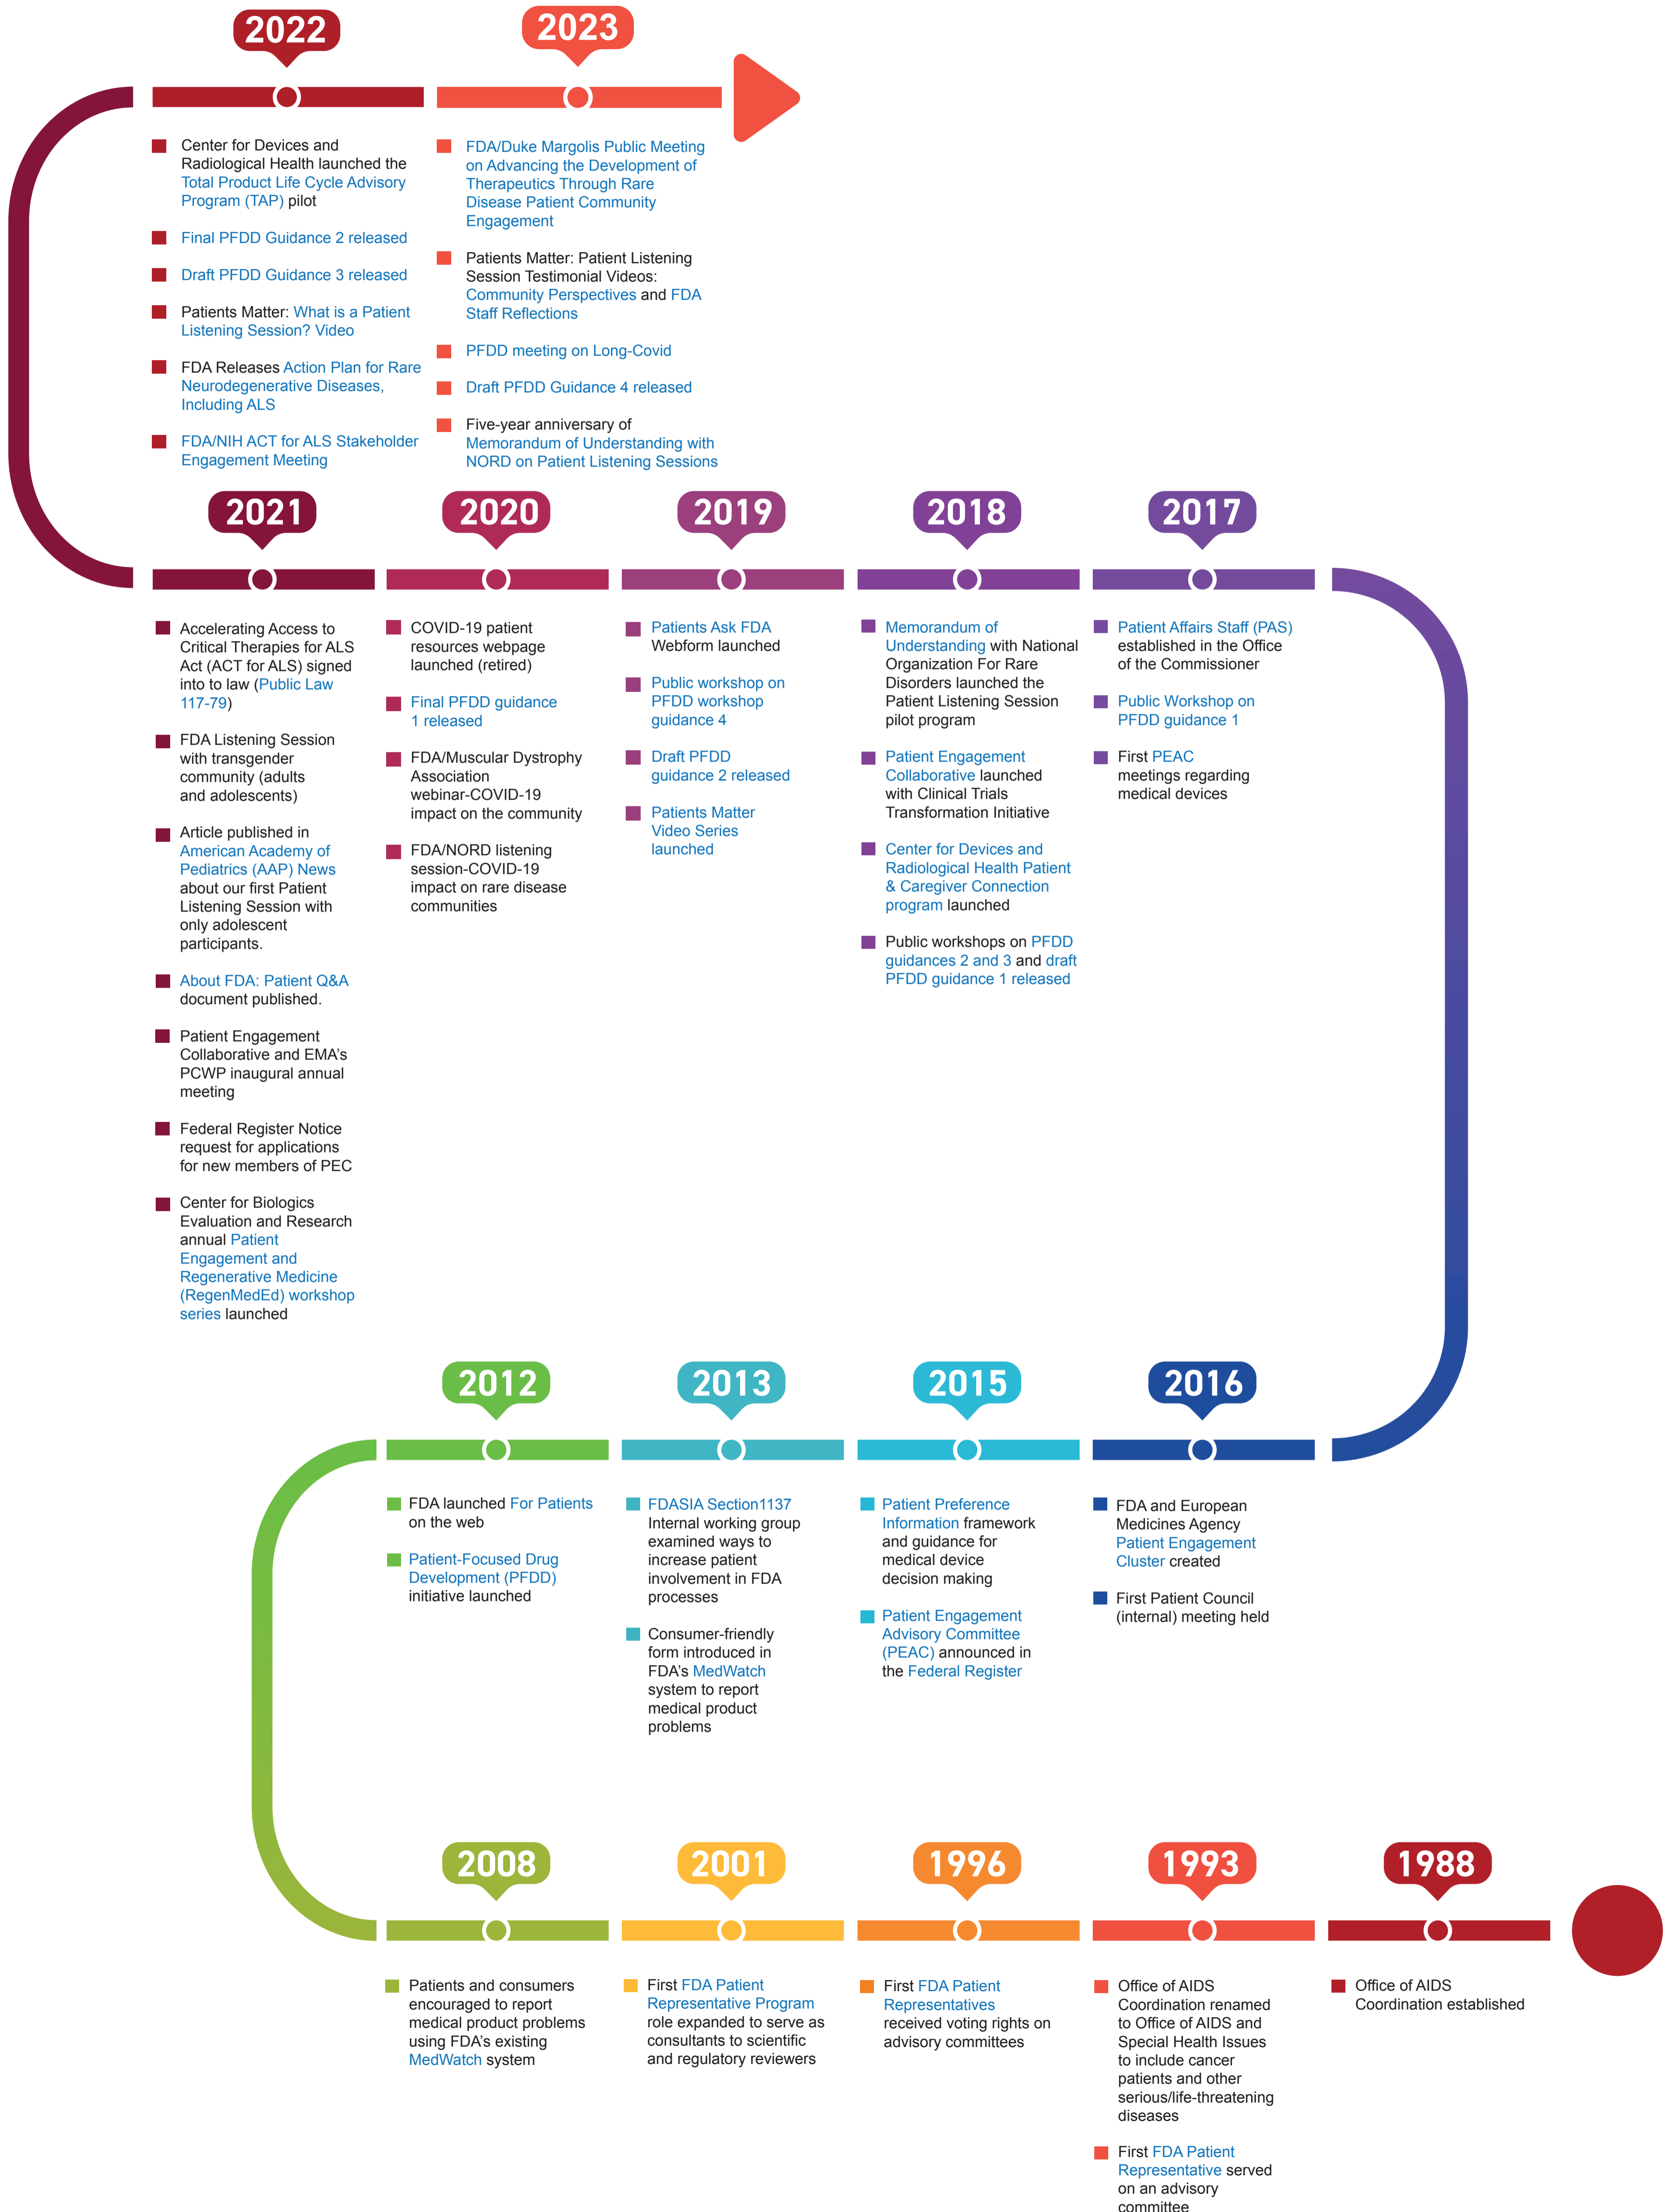 2022
Center for Devices and
Radiological Health launched the
Total Product Life Cycle Advisory
Program (TAP) pilot
Final PFDD Guidance 2 released
Draft PFDD Guidance 3 released
Patients Matter: What is a Patient
Listening Session? Video
FDA Releases Action Plan for Rare
Neurodegenerative Diseases,
Including ALS
FDA/NIH ACT for ALS Stakeholder
Engagement Meeting
2023
FDA/Duke Margolis Public Meeting
on Advancing the Development of
Therapeutics Through Rare
Disease Patient Community
Engagement
Patients Matter: Patient Listening
Session Testimonial Videos:
Community Perspectives and FDA
Staff Reflections
PFDD meeting on Long-Covid
Draft PFDD Guidance 4 released
Five-year anniversary of
Memorandum of Understanding with
NORD on Patient Listening Sessions
2021
Accelerating Access to
Critical Therapies for ALS
Act (ACT for ALS) signed
into to law (Public Law
117-79)
FDA Listening Session
with transgender
community (adults
and adolescents)
Article published in
American Academy of
Pediatrics (AAP) News
about our first Patient
Listening Session with
only adolescent
participants.
About FDA: Patient Q&A
document published.
Patient Engagement
Collaborative and EMA's
PCWP inaugural annual
meeting
Federal Register Notice
request for applications
for new members of PEC
Center for Biologics
Evaluation and Research
annual Patient
Engagement and
Regenerative Medicine
(RegenMedEd) workshop
series launched
2020
COVID-19 patient
resources webpage
launched (retired)
Final PFDD guidance
1 released
FDA/Muscular Dystrophy
Association
webinar-COVID-19
impact on the community
FDA/NORD listening
session-COVID-19
impact on rare disease
communities
2019
Patients Ask FDA
Webform launched
Public workshop on
PFDD workshop
guidance 4
Draft PFDD
guidance 2 released
Patients Matter
Video Series
launched
2018
Memorandum of
Understanding with National
Organization For Rare
Disorders launched the
Patient Listening Session
pilot program
Patient Engagement
Collaborative launched
with Clinical Trials
Transformation Initiative
Center for Devices and
Radiological Health Patient
& Caregiver Connection
program launched
Public workshops on PFDD
guidances 2 and 3 and draft
PFDD guidance 1 released
2017
Patient Affairs Staff (PAS)
established in the Office
of the Commissioner
Public Workshop on
PFDD guidance 1
First PEAC
meetings regarding
medical devices
2012
FDA launched For Patients
on the web
Patient-Focused Drug
Development (PFDD)
initiative launched
2013
FDASIA Section1137
Internal working group
examined ways to
increase patient
involvement in FDA
processes
Consumer-friendly
form introduced in
FDA's MedWatch
system to report
medical product
problems
2015
Patient Preference
Information framework
and guidance for
medical device
decision making
Patient Engagement
Advisory Committee
(PEAC) announced in
the Federal Register
2016
FDA and European
Medicines Agency
Patient Engagement
Cluster created
First Patient Council
(internal) meeting held
2008
Patients and consumers
encouraged to report
medical product problems
using FDA's existing
MedWatch system
2001
First FDA Patient
Representative Program
role expanded to serve as
consultants to scientific
and regulatory reviewers
1996
First FDA Patient
Representatives
received voting rights on
advisory committees
1993
Office of AIDS
Coordination renamed
to Office of AIDS and
Special Health Issues
to include cancer
patients and other
serious/life-threatening
diseases
First FDA Patient
Representative served
on an advisory
committee
1988
Office of AIDS
Coordination established